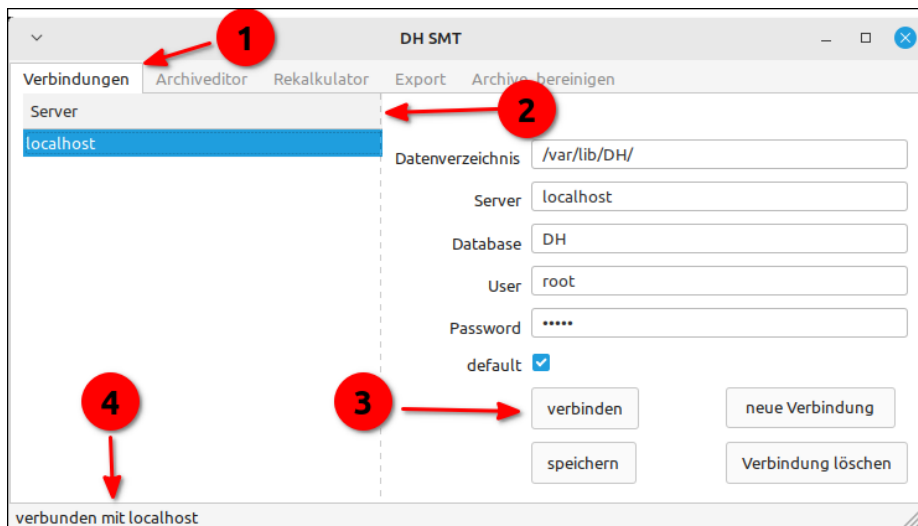 DH SMT
1
Verbindungen Archiveditor Rekalkulator Export Archive bereinigen
Server
2
localhost
Datenverzeichnis /var/lib/DH/
Server localhost
Database DH
User root
Password •••••
default
4
3
verbinden neue Verbindung
speichern Verbindung löschen
verbunden mit localhost